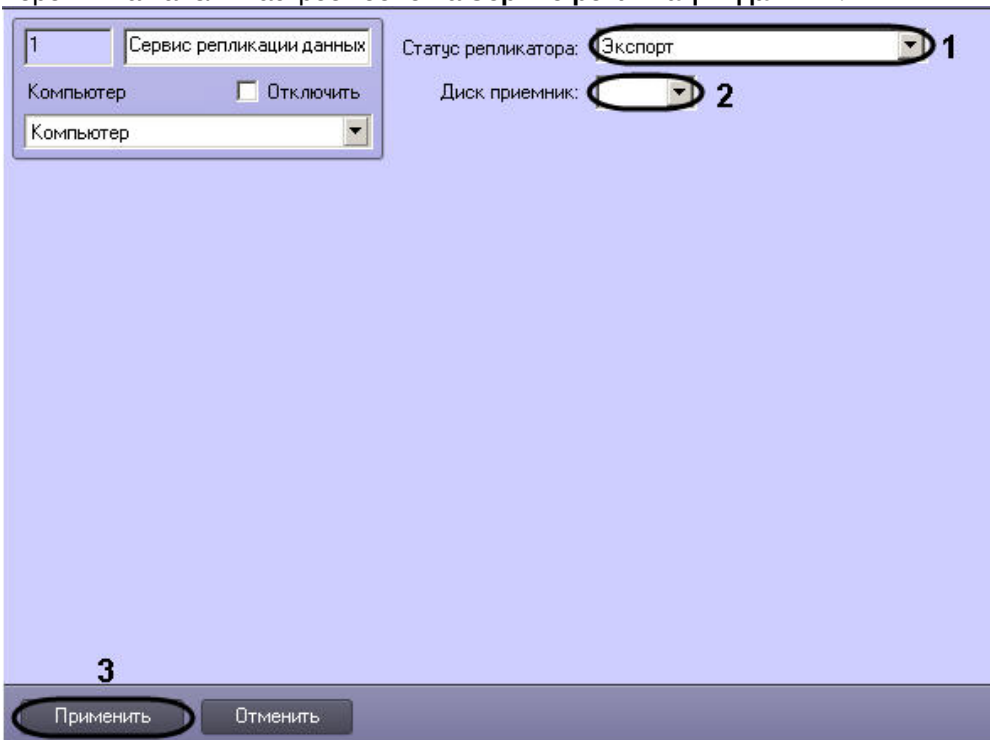 1 Сервис репликации данных Статус репликатора: Экспорт 1
Компьютер Отключить Диск приемник: 2
Компьютер
3
Применить Отменить